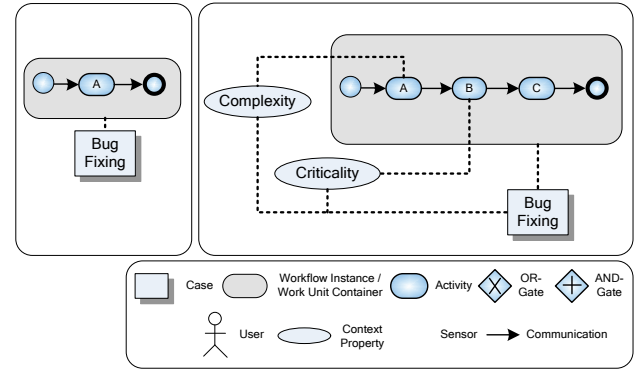 A
Bug
Fixing
Complexity
A
B
C
Criticality
Bug
Fixing
Case
Workflow Instance /
Work Unit Container
Activity
X
OR-
Gate
AND-
Gate
User
Context
Property
Sensor
Communication